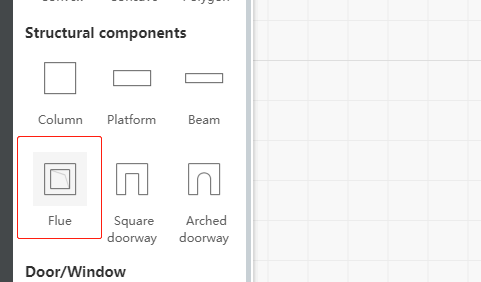 Structural components
Column Platform Beam
Flue Square Arched
doorway doorway
Door/Window